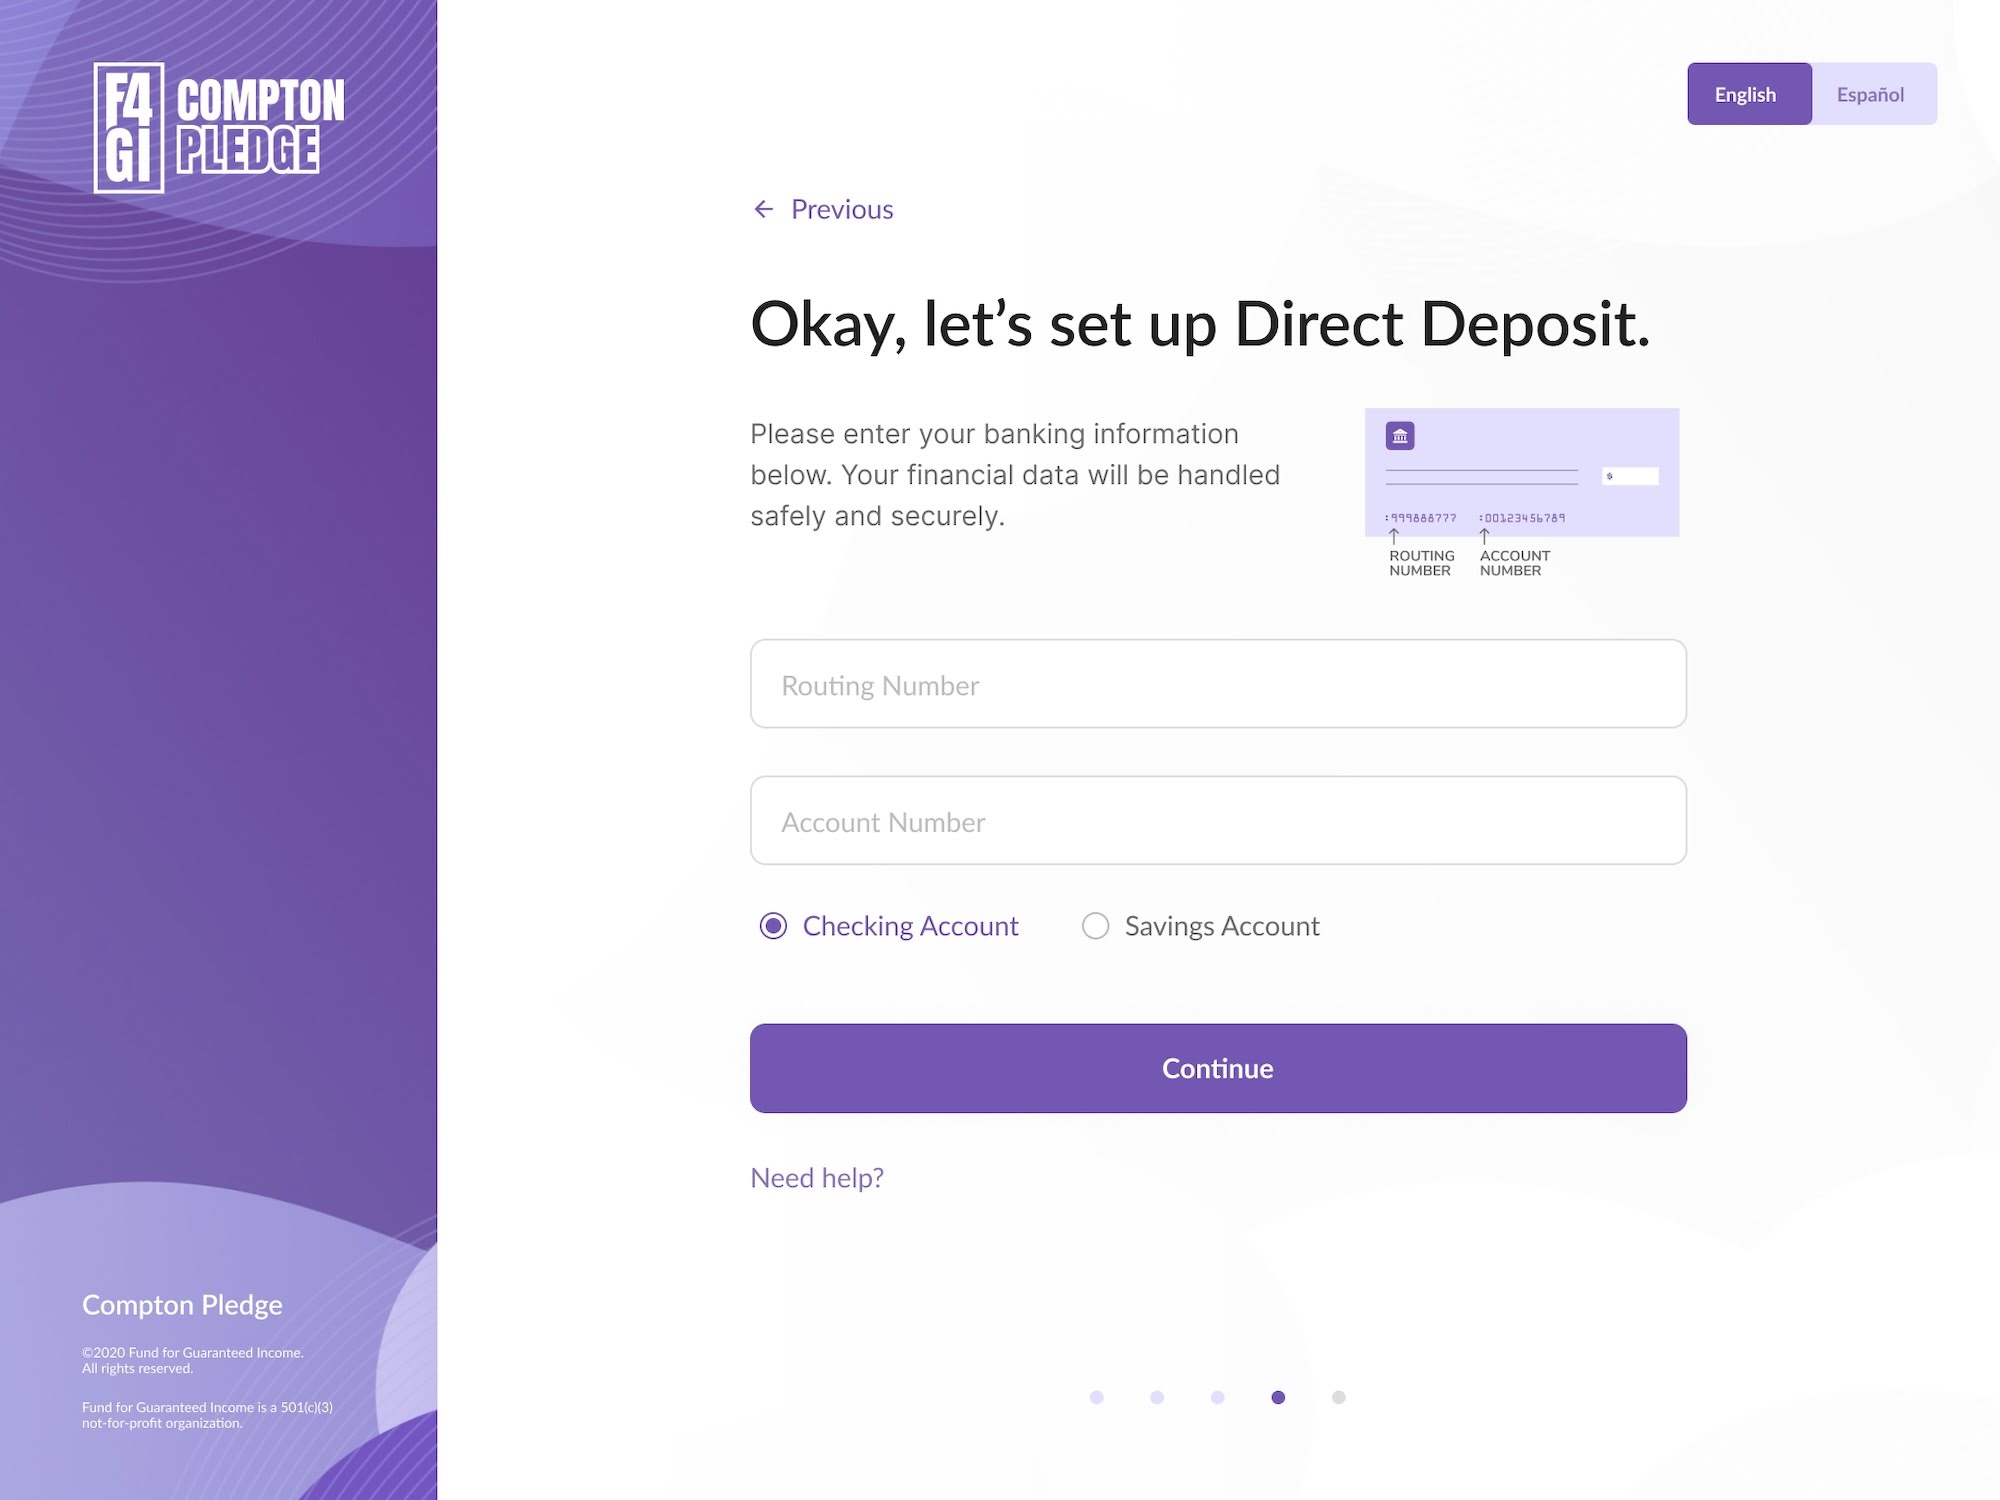 F4
GI
COMPTON
PLEDGE
English
Español
Previous
Okay, let’s set up Direct Deposit.
Please enter your banking information
below. Your financial data will be handled
safely and securely.
$
:999888777 :00123456789
ROUTING
NUMBER
ACCOUNT
NUMBER
Routing Number
Account Number
Checking Account
Savings Account
Continue
Need help?
Compton Pledge
©2020 Fund for Guaranteed Income.
All rights reserved.
Fund for Guaranteed Income is a 501(c)(3)
not-for-profit organization.